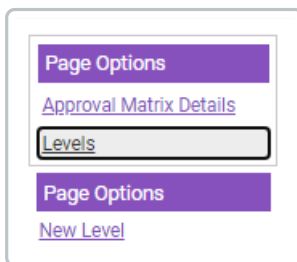 Page Options
Approval Matrix Details
Levels
Page Options
New Level